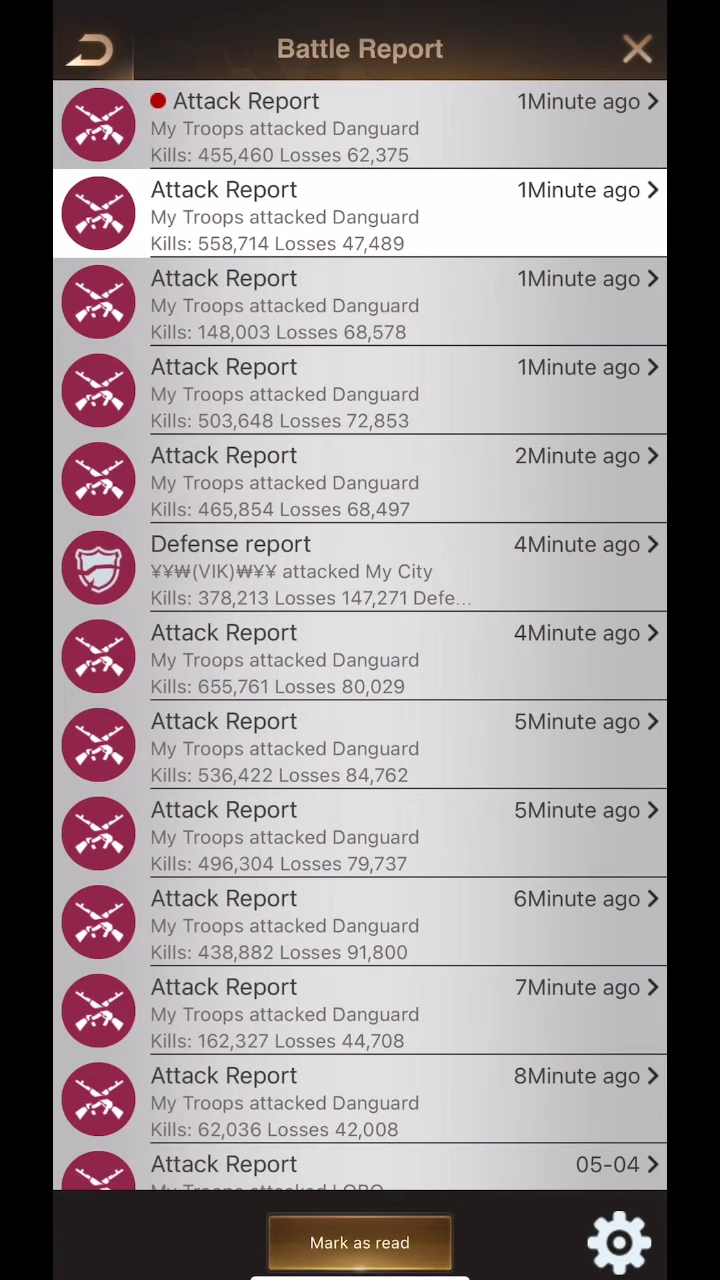 Battle Report
Attack Report 1Minute ago
My Troops attacked Danguard
Kills: 455,460 Losses 62,375
Attack Report 1Minute ago
My Troops attacked Danguard
Kills: 558,714 Losses 47,489
Attack Report 1Minute ago
My Troops attacked Danguard
Kills: 148,003 Losses 68,578
Attack Report 1Minute ago
My Troops attacked Danguard
Kills: 503,648 Losses 72,853
Attack Report 2Minute ago
My Troops attacked Danguard
Kills: 465,854 Losses 68,497
Defense report 4Minute ago
¥¥₩(VIK)₩¥¥ attacked My City
Kills: 378,213 Losses 147,271 Defe...
Attack Report 4Minute ago
My Troops attacked Danguard
Kills: 655,761 Losses 80,029
Attack Report 5Minute ago
My Troops attacked Danguard
Kills: 536,422 Losses 84,762
Attack Report 5Minute ago
My Troops attacked Danguard
Kills: 496,304 Losses 79,737
Attack Report 6Minute ago
My Troops attacked Danguard
Kills: 438,882 Losses 91,800
Attack Report 7Minute ago
My Troops attacked Danguard
Kills: 162,327 Losses 44,708
Attack Report 8Minute ago
My Troops attacked Danguard
Kills: 62,036 Losses 42,008
Attack Report 05-04
My Troops attacked
Mark as read